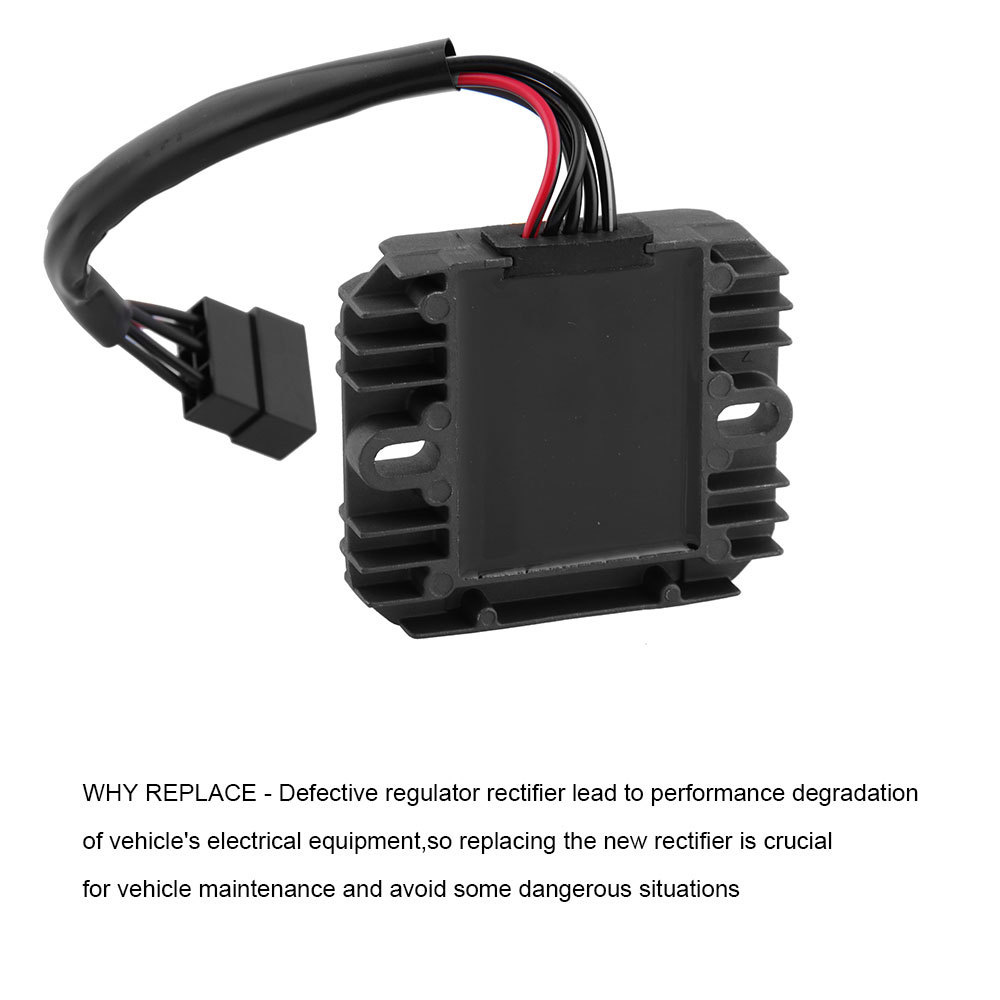 WHY REPLACE - Defective regulator rectifier lead to performance degradation
of vehicle's electrical equipment,so replacing the new rectifier is crucial
for vehicle maintenance and avoid some dangerous situations